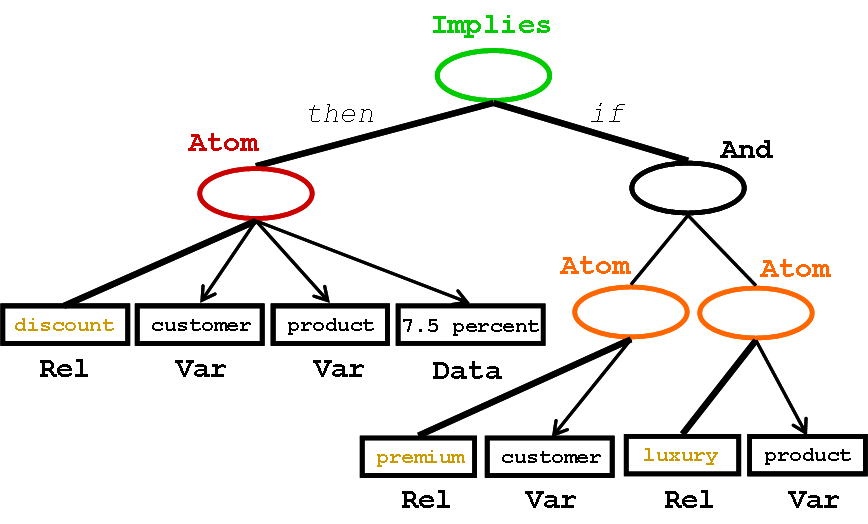 Implies
then if
Atom And
Atom Atom
discount customer product 7.5 percent
Rel Var Var Data
premium customer luxury product
Rel Var Rel Var